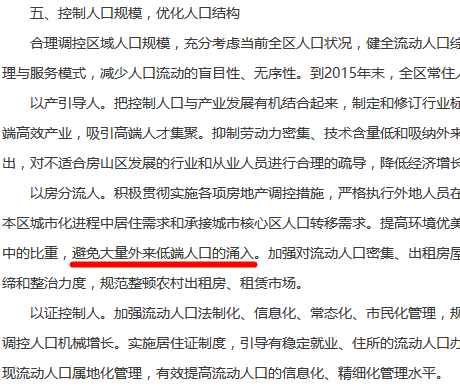 五、控制人口规模，优化人口结构
合理调控区域人口规模，充分考虑当前全区人口状况，健全流动人口综
理与服务模式，减少人口流动的盲目性、无序性。到2015年末，全区常住人
以产引导人。把控制人口与产业发展有机结合起来，制定和修订行业标
端高效产业，吸引高端人才集聚。抑制劳动力密集、技术含量低和吸纳外来
出，对不适合房山区发展的行业和从业人员进行合理的疏导，降低经济增长
以房分流人。积极贯彻实施各项房地产调控措施，严格执行外地人员在
本区城市化进程中居住需求和承接城市核心区人口转移需求。提高环境优美
中的比重，避免大量外来低端人口的涌入。加强对流动人口密集、出租房屋
缔和整治力度，规范整顿农村出租房、租赁市场。
以证控制人。加强流动人口法制化、信息化、常态化、市民化管理，规
调控人口机械增长。实施居住证制度，引导有稳定就业、住所的流动人口办
现流动人口属地化管理，有效提高流动人口的信息化、精细化管理水平。